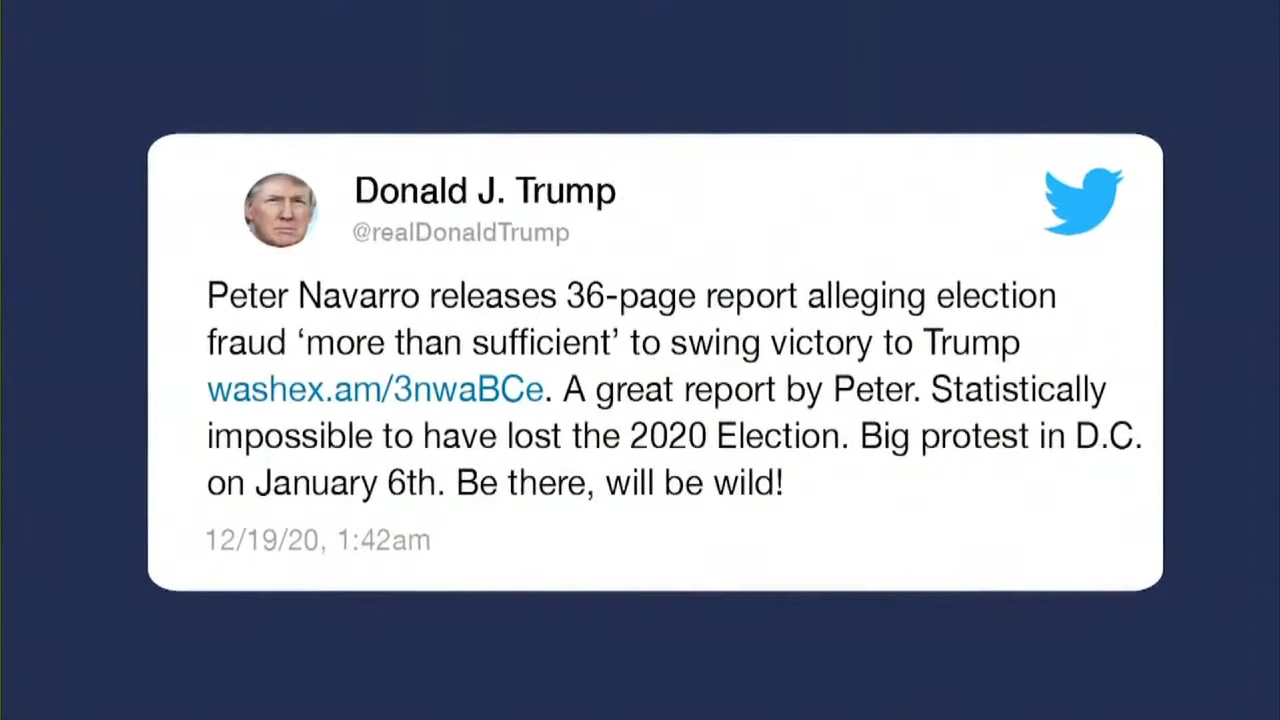 Donald J. Trump
@realDonaldTrump
Peter Navarro releases 36-page report alleging election
fraud ‘more than sufficient’ to swing victory to Trump
washex.am/3nwaBCe. A great report by Peter. Statistically
impossible to have lost the 2020 Election. Big protest in D.C.
on January 6th. Be there, will be wild!
12/19/20, 1:42am